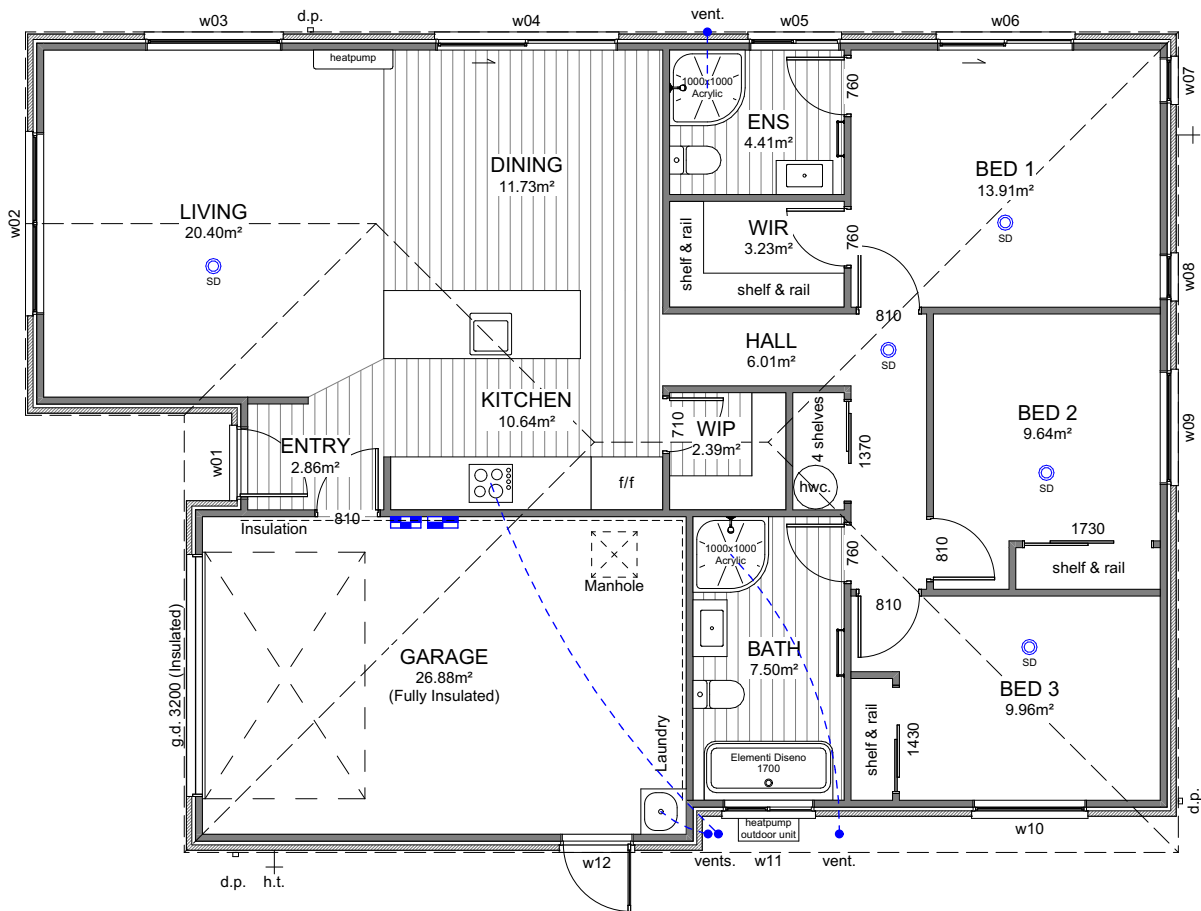 d.p.
vent.
w03
w04
w05
w06
heatpump
1000x1000
Acrylic
760
w07
ENS
4.41m²
DINING
11.73m²
BED 1
13.91m²
LIVING
20.40m²
WIR
3.23m²
760
w02
shelf & rail
SD
SD
w08
shelf & rail
810
HALL
6.01m²
SD
KITCHEN
10.64m²
WIP
2.39m²
710
4 shelves
1370
BED 2
9.64m²
w09
ENTRY
2.86m²
w01
f/f
hwc.
SD
810
Insulation
1000x1000
Acrylic
760
810
1730
shelf & rail
Manhole
810
g.d. 3200 (Insulated)
GARAGE
26.88m²
(Fully Insulated)
BATH
7.50m²
SD
BED 3
9.96m²
shelf & rail
1430
Laundry
Elementi Diseno
1700
d.p.
heatpump
outdoor unit
w10
w12
vents.
w11
vent.
d.p.
h.t.